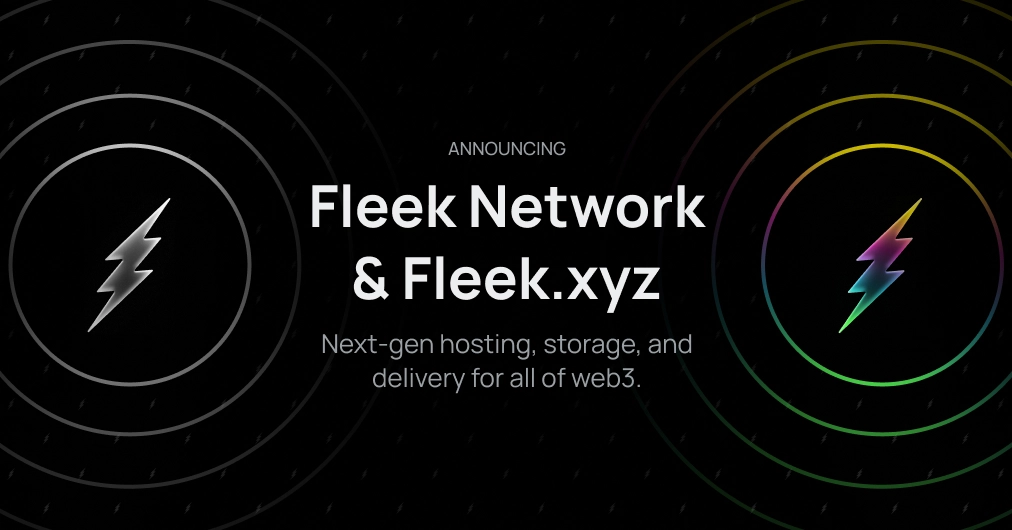 ANNOUNCING
Fleek Network
& Fleek.xyz
Next-gen hosting, storage, and
delivery for all of web3.